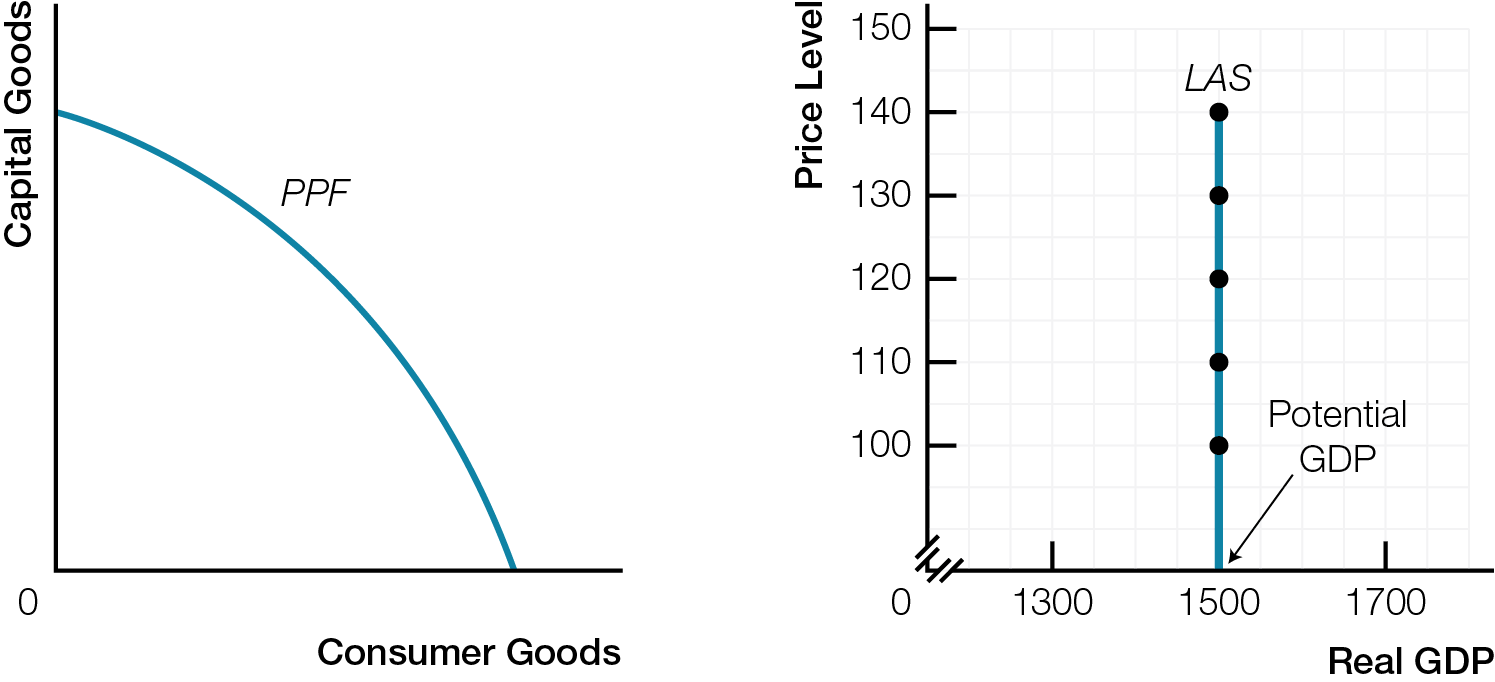 Capital Goods
PPF
0
Consumer Goods
Price Level
150
140
130
120
110
100
LAS
Potential
GDP
0
1300
1500
1700
Real GDP